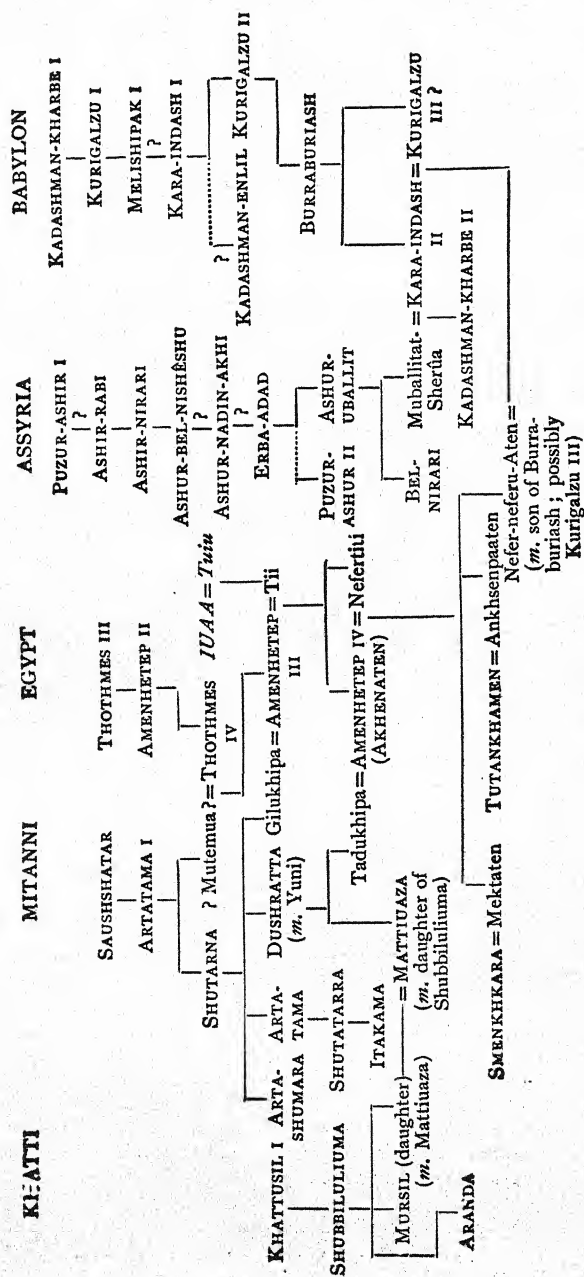 KHATTI MITANNI EGYPT ASSYRIA BABYLON
SAUSHSHATAR THOTHMES III PUZUR-ASHIR I KADASHMAN-KHARBE I
?
ARTATAMA I AMENHETEP II ASHIR-RABI KURIGALZU I
ASHIR-NIRARI MELISHIPAK I
? ?
SHUTARNA ? Mutemua? = THOTHMES IUAA = Tuiu ASHUR-BEL-NISHÊSHU KARA-INDASH I
IV ?
ASHUR-NADIN-AKHI
? ?
KHATTUSIL I ARTA- ARTA- DUSHRATTA Gilukhipa = AMENHETEP = Tii ERBA-ADAD KADASHMAN-ENLIL KURIGALZU II
SHUMARA TAMA (m. Yuni) III
SHUBBILULIUMA SHUTATARRA PUZUR- ASHUR- BURRABURIASH
ASHUR II UBALLIT
ITAKAMA Tadukhipa = AMENHETEP IV = Nefertiti
(AKHENATEN)
MURSIL (daughter) = MATTIUAZA BEL- Muballitat- = KARA-INDASH = KURIGALZU
(m. Mattiuaza) (m. daughter of NIRARI Sherûa II III ?
Shubbiluliuma)
ARANDA KADASHMAN-KHARBE II
SMENKHKARA = Mektaten TUTANKHAMEN = Ankhsenpaaten
Nefer-neferu-Aten =
(m. son of Burra-
buriash; possibly
Kurigalzu III)